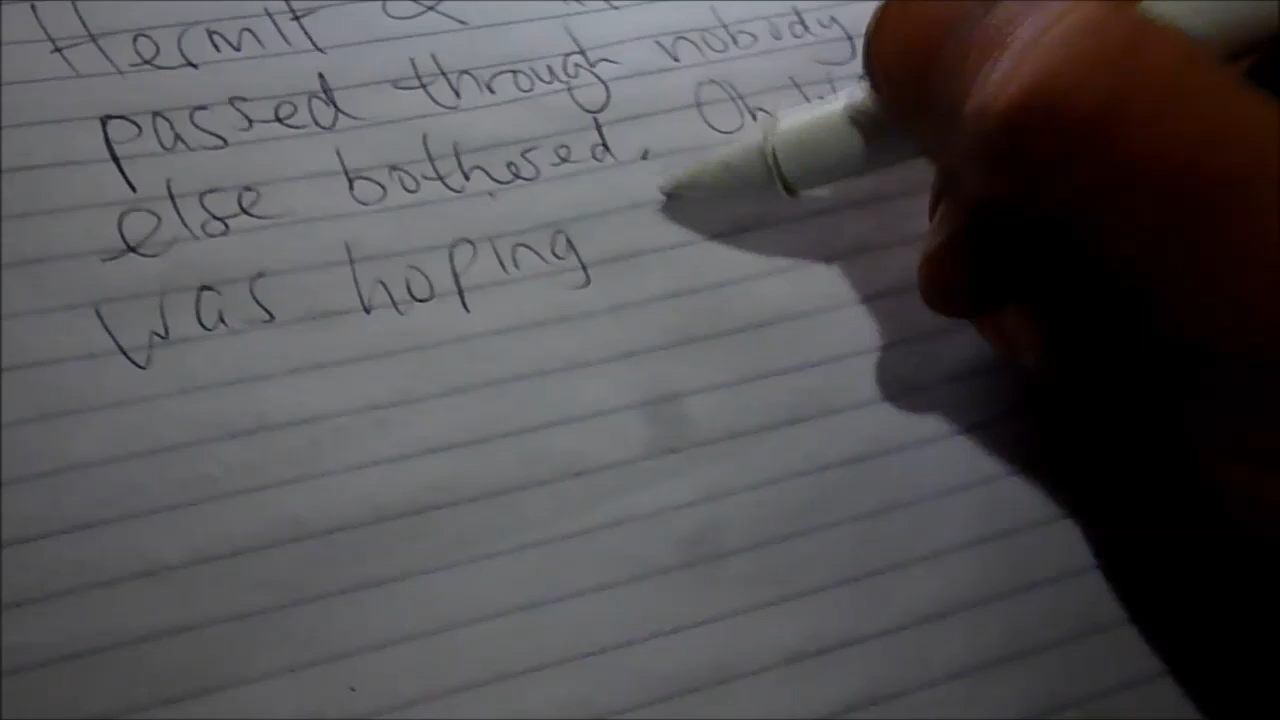 Hermit &
passed through nobody
else bothered. Oh
was hoping